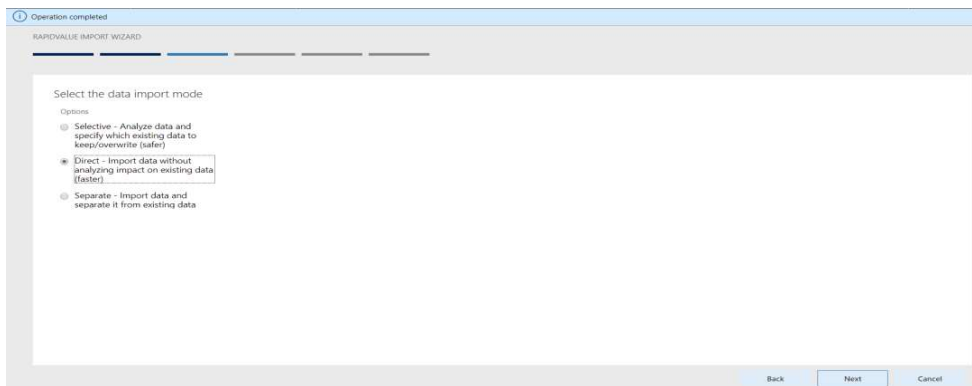 Operation completed
RAPIDVALUE IMPORT WIZARD
Select the data import mode
Options
Selective - Analyze data and
specify which existing data to
keep/overwrite (safer)
Direct - Import data without
analyzing impact on existing data
(faster)
Separate - Import data and
separate it from existing data
Back Next Cancel